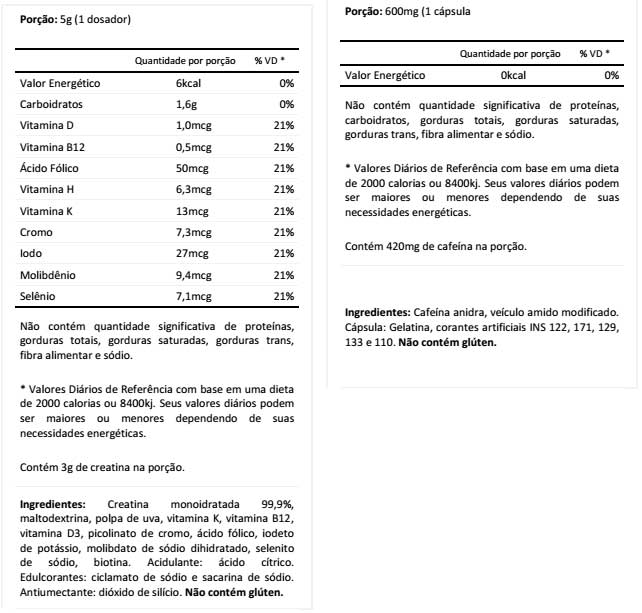 Porção: 5g (1 dosador)
Quantidade por porção % VD *
Valor Energético 6kcal 0%
Carboidratos 1,6g 0%
Vitamina D 1,0mcg 21%
Vitamina B12 0,5mcg 21%
Ácido Fólico 50mcg 21%
Vitamina H 6,3mcg 21%
Vitamina K 13mcg 21%
Cromo 7,3mcg 21%
Iodo 27mcg 21%
Molibdênio 9,4mcg 21%
Selênio 7,1mcg 21%
Não contém quantidade significativa de proteínas,
gorduras totais, gorduras saturadas, gorduras trans,
fibra alimentar e sódio.
* Valores Diários de Referência com base em uma dieta
de 2000 calorias ou 8400kj. Seus valores diários podem
ser maiores ou menores dependendo de suas
necessidades energéticas.
Contém 3g de creatina na porção.
Ingredientes: Creatina monoidratada 99,9%,
maltodextrina, polpa de uva, vitamina K, vitamina B12,
vitamina D3, picolinato de cromo, ácido fólico, iodeto
de potássio, molibdato de sódio dihidratado, selenito
de sódio, biotina. Acidulante: ácido cítrico.
Edulcorantes: ciclamato de sódio e sacarina de sódio.
Antiumectante: dióxido de silício. Não contém glúten.
Porção: 600mg (1 cápsula
Quantidade por porção % VD *
Valor Energético 0kcal 0%
Não contém quantidade significativa de proteínas,
carboidratos, gorduras totais, gorduras saturadas,
gorduras trans, fibra alimentar e sódio.
* Valores Diários de Referência com base em uma dieta
de 2000 calorias ou 8400kj. Seus valores diários podem
ser maiores ou menores dependendo de suas
necessidades energéticas.
Contém 420mg de cafeína na porção.
Ingredientes: Cafeína anidra, veículo amido modificado.
Cápsula: Gelatina, corantes artificiais INS 122, 171, 129,
133 e 110. Não contém glúten.